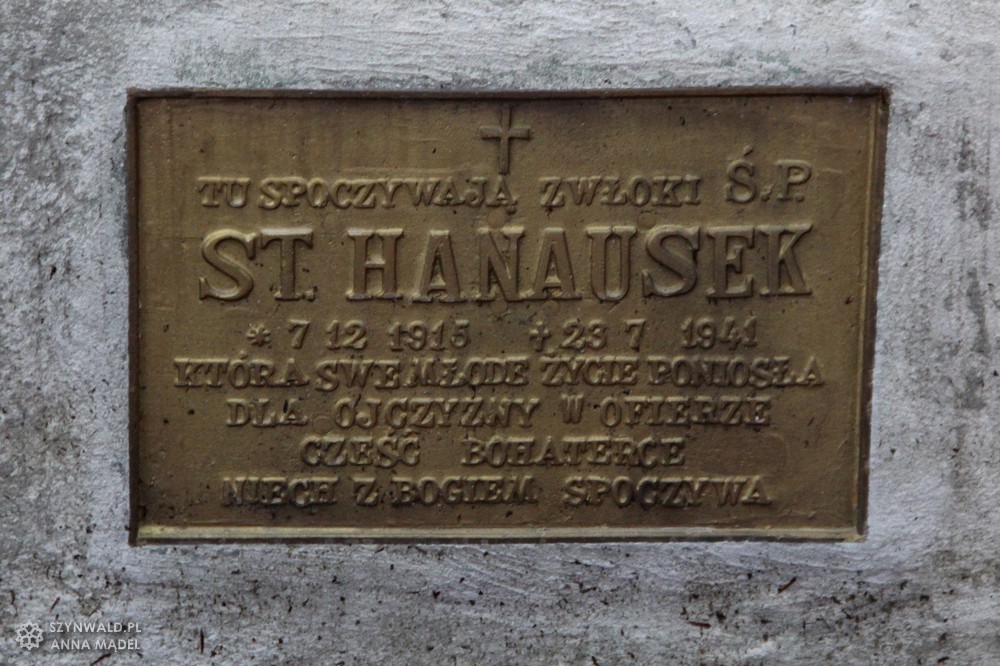 TU SPOCZYWAJĄ ZWŁOKI Ś.P.
ST. HANAUSEK
* 7 12 1915 ✝ 23 7 1941
KTÓRA SWE MŁODE ŻYCIE PONIOSŁA
DLA OJCZYZNY W OFIERZE
CZEŚĆ BOHATERCE
NIECH Z BOGIEM SPOCZYWA
SZYNWALD.PL
ANNA MĄDEL